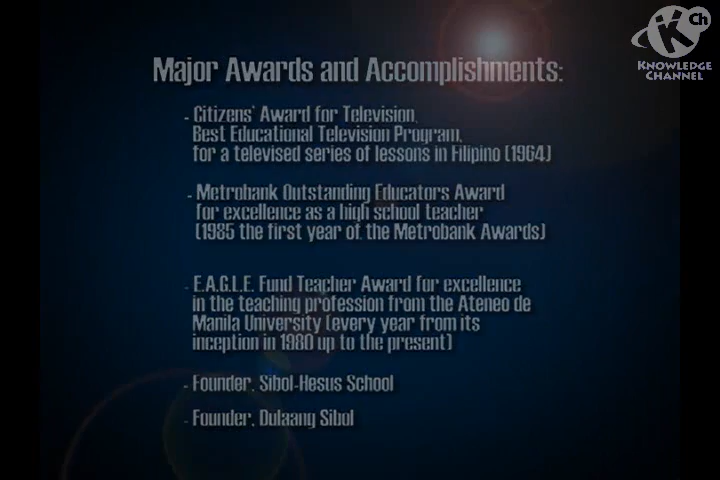 Ch
KNOWLEDGE
CHANNEL
Major Awards and Accomplishments:
- Citizens' Award for Television,
Best Educational Television Program,
for a televised series of lessons in Filipino (1964)
- Metrobank Outstanding Educators Award
for excellence as a high school teacher
(1985 the first year of the Metrobank Awards)
- E.A.G.L.E. Fund Teacher Award for excellence
in the teaching profession from the Ateneo de
Manila University (every year from its
inception in 1980 up to the present)
- Founder, Sibol-Hesus School
- Founder, Dulaang Sibol